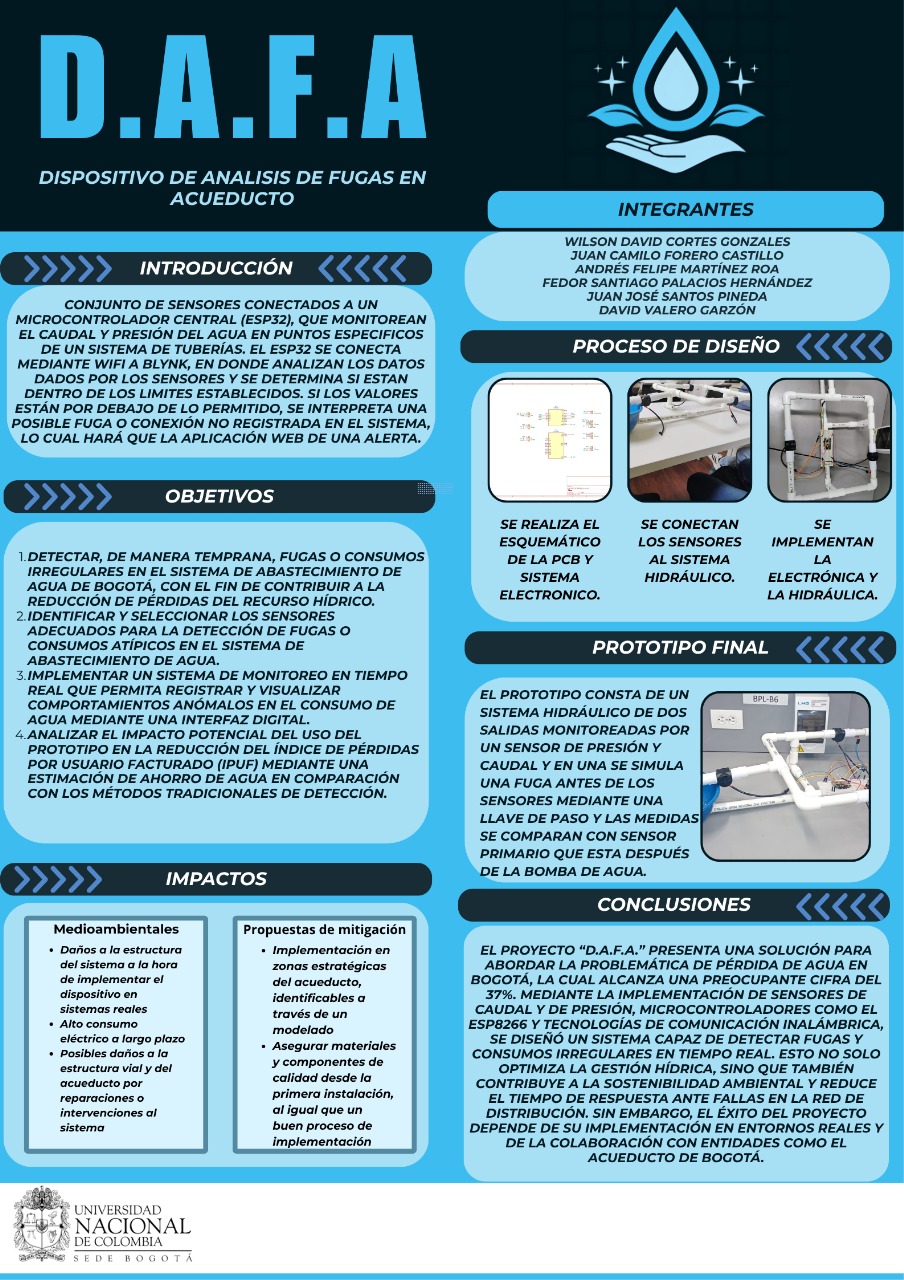 D.A.F.A
DISPOSITIVO DE ANALISIS DE FUGAS EN
ACUEDUCTO
INTEGRANTES
WILSON DAVID CORTES GONZALES
JUAN CAMILO FORERO CASTILLO
ANDRÉS FELIPE MARTÍNEZ ROA
FEDOR SANTIAGO PALACIOS HERNÁNDEZ
JUAN JOSÉ SANTOS PINEDA
DAVID VALERO GARZÓN
INTRODUCCIÓN
CONJUNTO DE SENSORES CONECTADOS A UN
MICROCONTROLADOR CENTRAL (ESP32), QUE MONITOREAN
EL CAUDAL Y PRESIÓN DEL AGUA EN PUNTOS ESPECIFICOS
DE UN SISTEMA DE TUBERÍAS. EL ESP32 SE CONECTA
MEDIANTE WIFI A BLYNK, EN DONDE ANALIZAN LOS DATOS
DADOS POR LOS SENSORES Y SE DETERMINA SI ESTAN
DENTRO DE LOS LIMITES ESTABLECIDOS. SI LOS VALORES
ESTÁN POR DEBAJO DE LO PERMITIDO, SE INTERPRETA UNA
POSIBLE FUGA O CONEXIÓN NO REGISTRADA EN EL SISTEMA,
LO CUAL HARÁ QUE LA APLICACIÓN WEB DE UNA ALERTA.
OBJETIVOS
1. DETECTAR, DE MANERA TEMPRANA, FUGAS O CONSUMOS
IRREGULARES EN EL SISTEMA DE ABASTECIMIENTO DE
AGUA DE BOGOTÁ, CON EL FIN DE CONTRIBUIR A LA
REDUCCIÓN DE PÉRDIDAS DEL RECURSO HÍDRICO.
2. IDENTIFICAR Y SELECCIONAR LOS SENSORES
ADECUADOS PARA LA DETECCIÓN DE FUGAS O
CONSUMOS ATÍPICOS EN EL SISTEMA DE
ABASTECIMIENTO DE AGUA.
3. IMPLEMENTAR UN SISTEMA DE MONITOREO EN TIEMPO
REAL QUE PERMITA REGISTRAR Y VISUALIZAR
COMPORTAMIENTOS ANÓMALOS EN EL CONSUMO DE
AGUA MEDIANTE UNA INTERFAZ DIGITAL.
4. ANALIZAR EL IMPACTO POTENCIAL DEL USO DEL
PROTOTIPO EN LA REDUCCIÓN DEL ÍNDICE DE PÉRDIDAS
POR USUARIO FACTURADO (IPUF) MEDIANTE UNA
ESTIMACIÓN DE AHORRO DE AGUA EN COMPARACIÓN
CON LOS MÉTODOS TRADICIONALES DE DETECCIÓN.
IMPACTOS
Medioambientales
• Daños a la estructura
del sistema a la hora
de implementar el
dispositivo en
sistemas reales
• Alto consumo
eléctrico a largo plazo
• Posibles daños a la
estructura vial y del
acueducto por
reparaciones o
intervenciones al
sistema
Propuestas de mitigación
• Implementación en
zonas estratégicas
del acueducto,
identificables a
través de un
modelado
• Asegurar materiales
y componentes de
calidad desde la
primera instalación,
al igual que un
buen proceso de
implementación
PROCESO DE DISEÑO
SE REALIZA EL
ESQUEMÁTICO
DE LA PCB Y
SISTEMA
ELECTRONICO.
SE CONECTAN
LOS SENSORES
AL SISTEMA
HIDRÁULICO.
SE
IMPLEMENTAN
LA
ELECTRÓNICA Y
LA HIDRÁULICA.
PROTOTIPO FINAL
EL PROTOTIPO CONSTA DE UN
SISTEMA HIDRÁULICO DE DOS
SALIDAS MONITOREADAS POR
UN SENSOR DE PRESIÓN Y
CAUDAL Y EN UNA SE SIMULA
UNA FUGA ANTES DE LOS
SENSORES MEDIANTE UNA
LLAVE DE PASO Y LAS MEDIDAS
SE COMPARAN CON SENSOR
PRIMARIO QUE ESTA DESPUÉS
DE LA BOMBA DE AGUA.
BPL-B6
CONCLUSIONES
EL PROYECTO “D.A.F.A.” PRESENTA UNA SOLUCIÓN PARA
ABORDAR LA PROBLEMÁTICA DE PÉRDIDA DE AGUA EN
BOGOTÁ, LA CUAL ALCANZA UNA PREOCUPANTE CIFRA DEL
37%. MEDIANTE LA IMPLEMENTACIÓN DE SENSORES DE
CAUDAL Y DE PRESIÓN, MICROCONTROLADORES COMO EL
ESP8266 Y TECNOLOGÍAS DE COMUNICACIÓN INALÁMBRICA,
SE DISEÑÓ UN SISTEMA CAPAZ DE DETECTAR FUGAS Y
CONSUMOS IRREGULARES EN TIEMPO REAL. ESTO NO SOLO
OPTIMIZA LA GESTIÓN HÍDRICA, SINO QUE TAMBIÉN
CONTRIBUYE A LA SOSTENIBILIDAD AMBIENTAL Y REDUCE
EL TIEMPO DE RESPUESTA ANTE FALLAS EN LA RED DE
DISTRIBUCIÓN. SIN EMBARGO, EL ÉXITO DEL PROYECTO
DEPENDE DE SU IMPLEMENTACIÓN EN ENTORNOS REALES Y
DE LA COLABORACIÓN CON ENTIDADES COMO EL
ACUEDUCTO DE BOGOTÁ.
UNIVERSIDAD
NACIONAL
DE COLOMBIA
SEDE BOGOTÁ